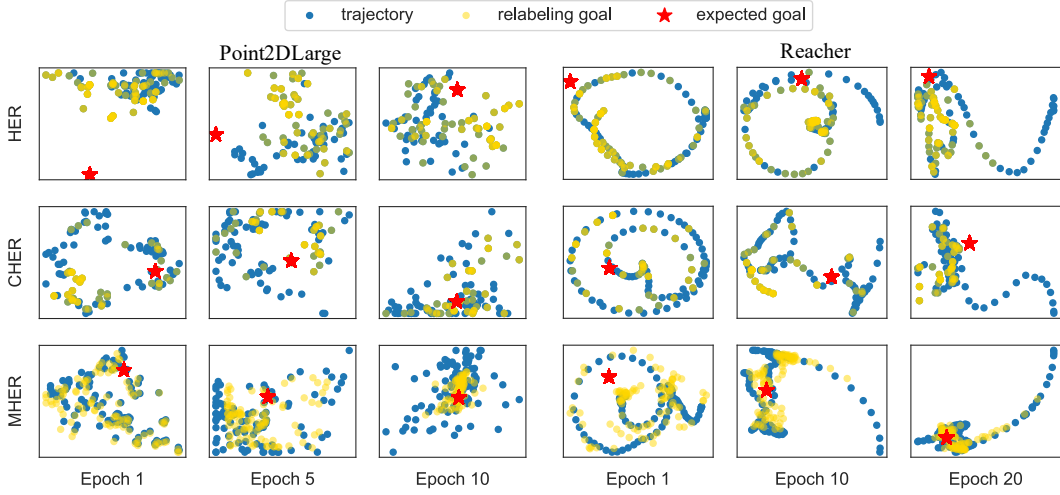 trajectory relabeling goal expected goal
Point2DLarge Reacher
HER
CHER
MHER
Epoch 1 Epoch 5 Epoch 10 Epoch 1 Epoch 10 Epoch 20